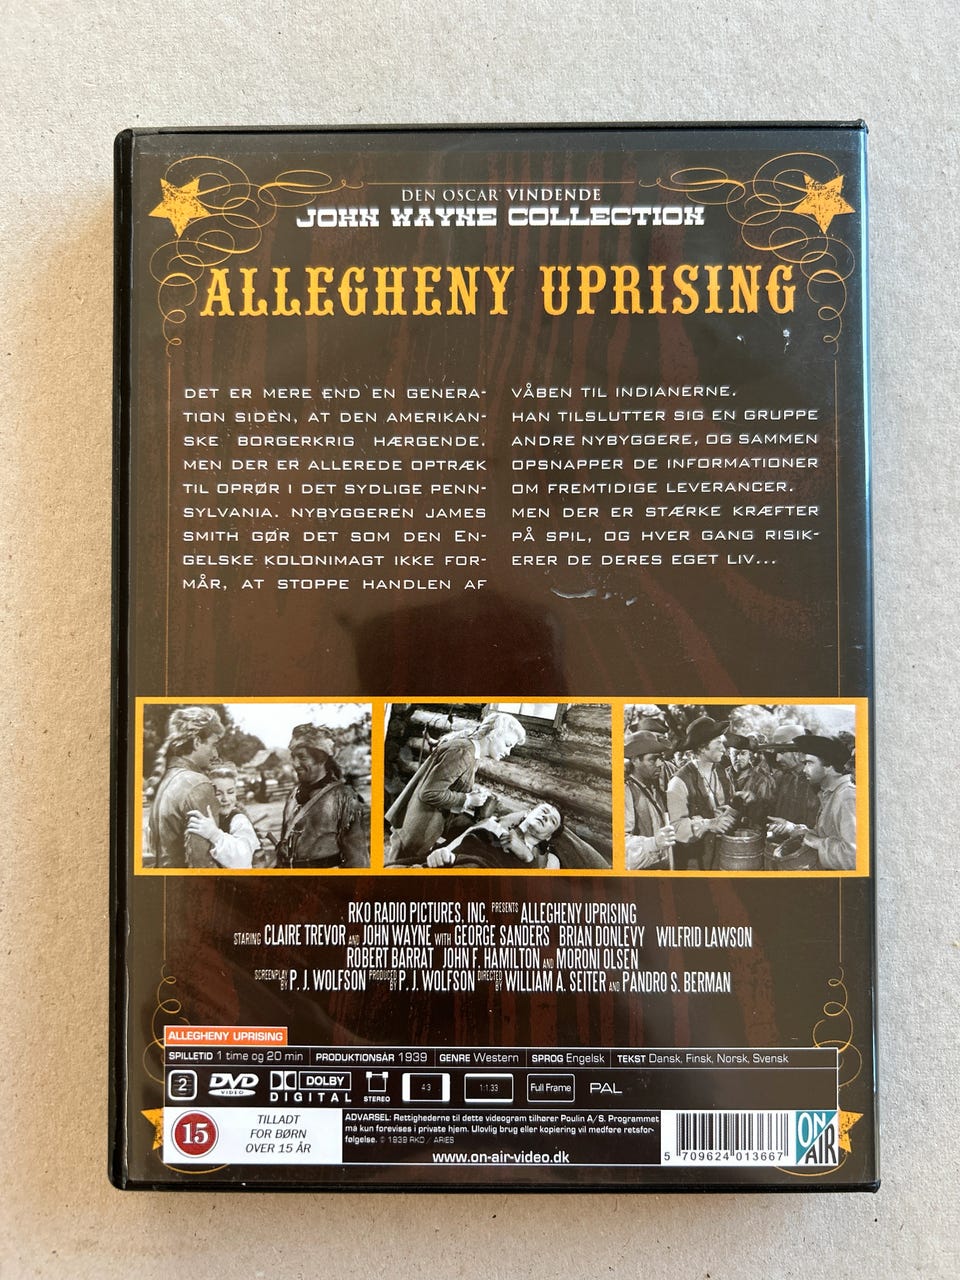 DEN OSCAR VINDENDE
JOHN WAYNE COLLECTION
ALLEGHENY UPRISING
DET ER MERE END EN GENERA-
TION SIDEN, AT DEN AMERIKAN-
SKE BORGERKRIG HÆRGENDE.
MEN DER ER ALLEREDE OPTRÆK
TIL OPRØR I DET SYDLIGE PENN-
SYLVANIA. NYBYGGEREN JAMES
SMITH GØR DET SOM DEN EN-
GELSKE KOLONIMAGT IKKE FOR-
MÅR, AT STOPPE HANDLEN AF
VÅBEN TIL INDIANERNE.
HAN TILSLUTTER SIG EN GRUPPE
ANDRE NYBYGGERE, OG SAMMEN
OPSNAPPER DE INFORMATIONER
OM FREMTIDIGE LEVERANCER.
MEN DER ER STÆRKE KRÆFTER
PÅ SPIL, OG HVER GANG RISIK-
ERER DE DERES EGET LIV...
RKO RADIO PICTURES, INC. PRESENTS ALLEGHENY UPRISING
STARING CLAIRE TREVOR AND JOHN WAYNE WITH GEORGE SANDERS BRIAN DONLEVY WILFRID LAWSON
ROBERT BARRAT JOHN F. HAMILTON AND MORONI OLSEN
SCREENPLAY BY P. J. WOLFSON PRODUCED BY P. J. WOLFSON DIRECTED BY WILLIAM A. SEITER AND PANDRO S. BERMAN
ALLEGHENY UPRISING
SPILLETID 1 time og 20 min PRODUKTIONSÅR 1939 GENRE Western SPROG Engelsk TEKST Dansk, Finsk, Norsk, Svensk
2 DVD VIDEO DOLBY DIGITAL STEREO 4:3 1:1.33 Full Frame PAL
15
TILLADT
FOR BØRN
OVER 15 ÅR
ADVARSEL: Rettighederne til dette videogram tilhører Poulin A/S. Programmet
må kun forevises i private hjem. Ulovlig brug eller kopiering vil medføre retsfor-
følgelse. © 1939 RKO / ARIES
www.on-air-video.dk
5 709624 013667
ON
AIR